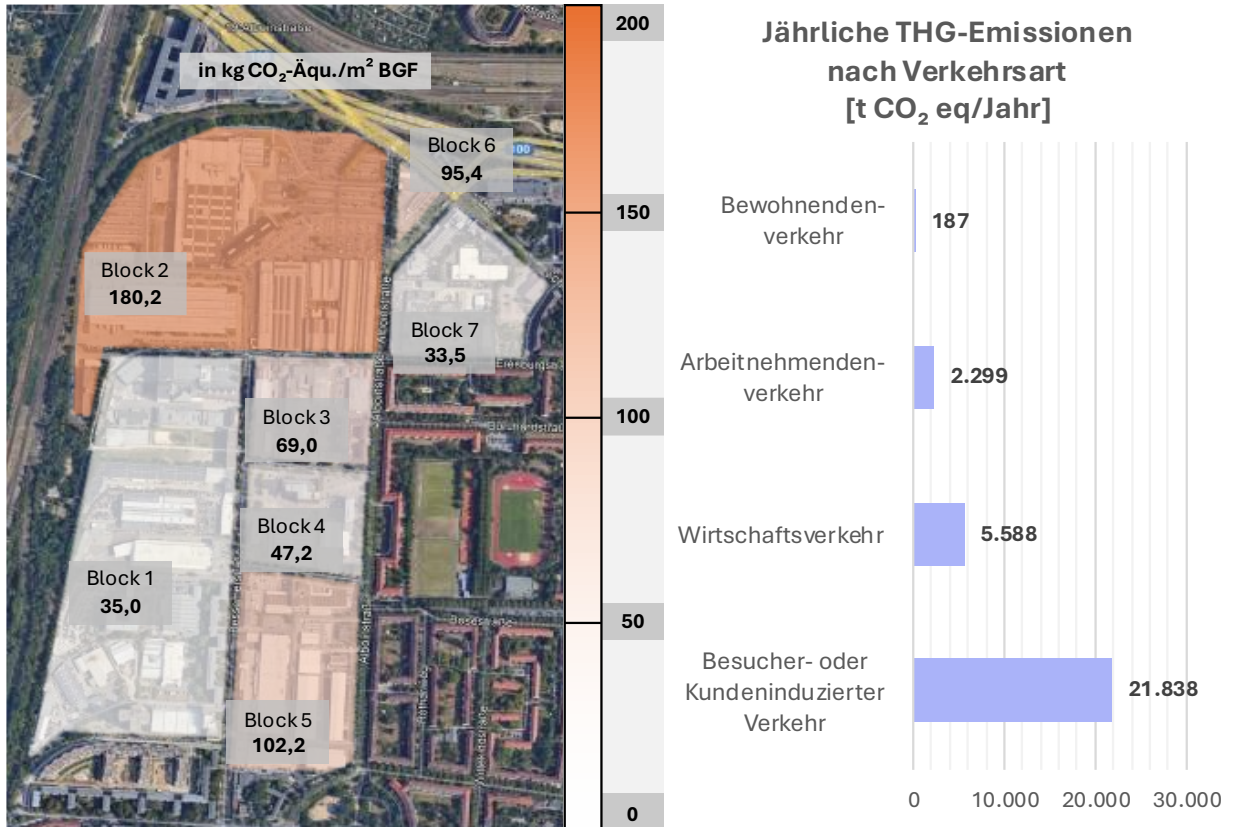 in kg CO₂-Äqu./m² BGF
Block 6
95,4
100
Block 2
180,2
Block 7
33,5
Block 3
69,0
Block 4
47,2
Block 1
35,0
Block 5
102,2
200
150
100
50
0
Jährliche THG-Emissionen
nach Verkehrsart
[t CO₂ eq/Jahr]
Bewohnenden-
verkehr
187
Arbeitnehmenden-
verkehr
2.299
Wirtschaftsverkehr
5.588
Besucher- oder
Kundeninduzierter
Verkehr
21.838
0
10.000
20.000
30.000